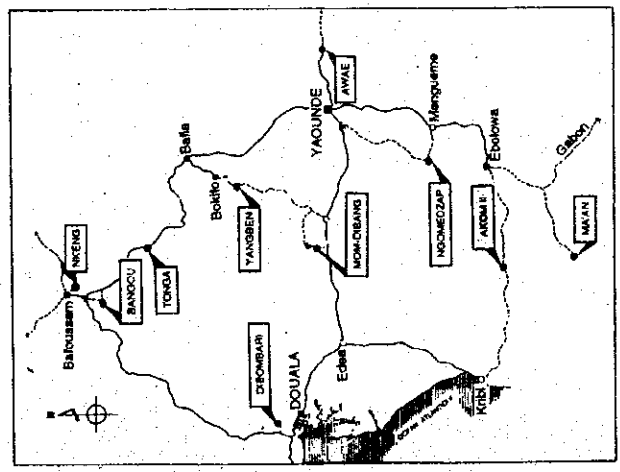 N
Bafoussam
NKENG
BANGOU
TONGA
Bafia
Bokito
YANGBEN
DIBOMBARI
DOUALA
YAOUNDE
AWAE
Edea
MOM-DIBANG
Mengueme
NGOMEDZAP
Ebolowa
AKOM II
Kribi
Gabon
MA'AN